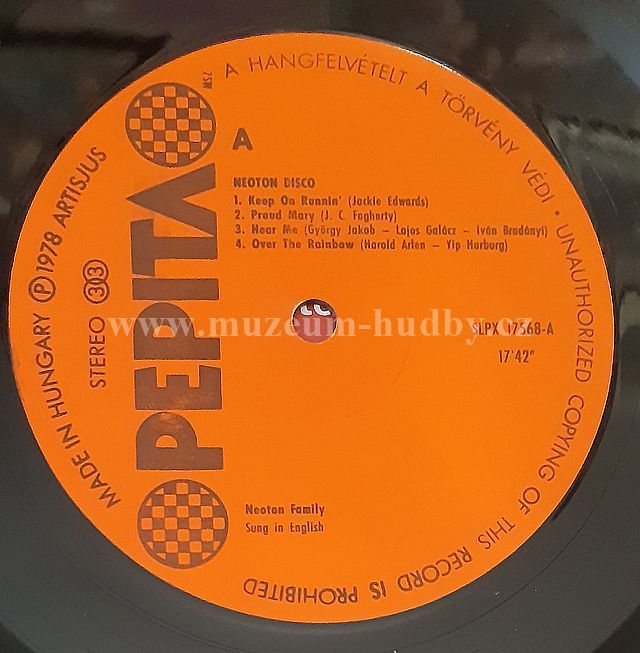 PEPITA
A
NEOTON DISCO
1. Keep On Runnin' (Jackie Edwards)
2. Proud Mary (J. C. Fogherty)
3. Hear Me (György Jakob – Lajos Galácz – Iván Bradányi)
4. Over The Rainbow (Harold Arlen – Yip Harburg)
STEREO 33
SLPX 17568-A
17'42"
Neoton Family
Sung in English
MADE IN HUNGARY Ⓟ 1978 ARTISJUS
A HANGFELVÉTELT A TÖRVÉNY VÉDI • UNAUTHORIZED COPYING OF THIS RECORD IS PROHIBITED
www.muzeum-hudby.cz